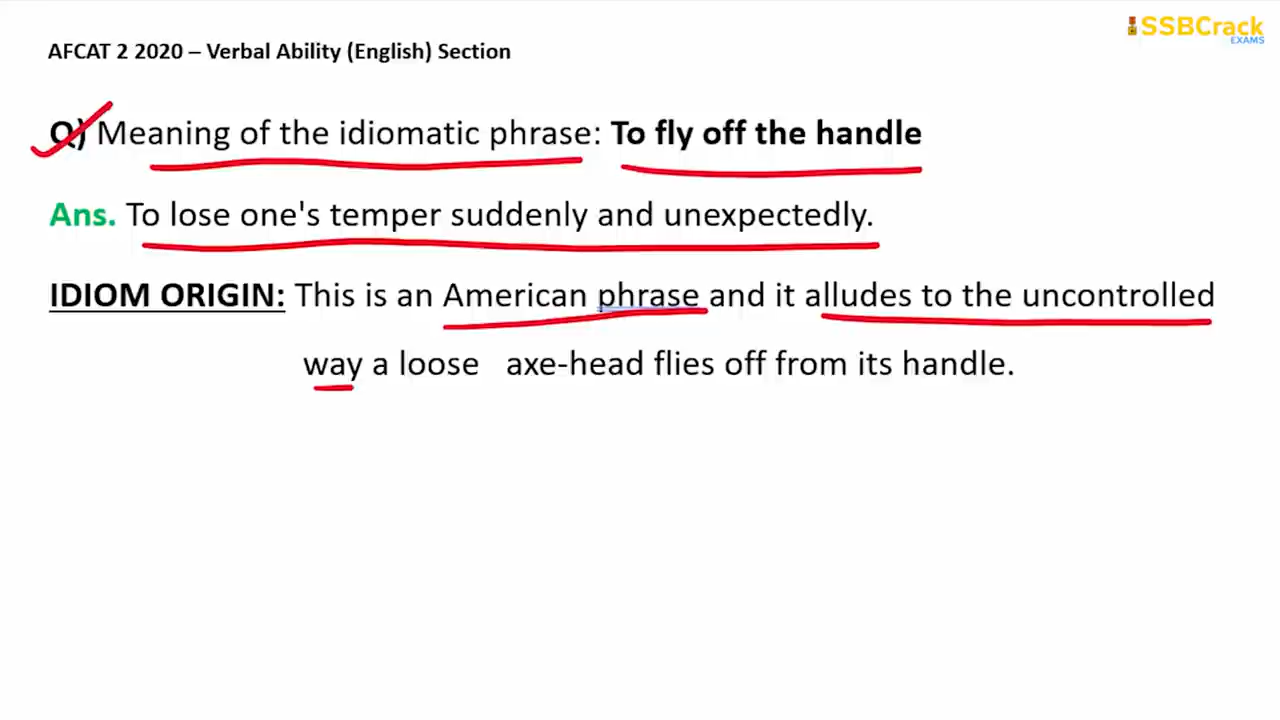 SSBCrack
EXAMS
AFCAT 2 2020 – Verbal Ability (English) Section
Q) Meaning of the idiomatic phrase: To fly off the handle
Ans. To lose one's temper suddenly and unexpectedly.
IDIOM ORIGIN: This is an American phrase and it alludes to the uncontrolled
way a loose axe-head flies off from its handle.